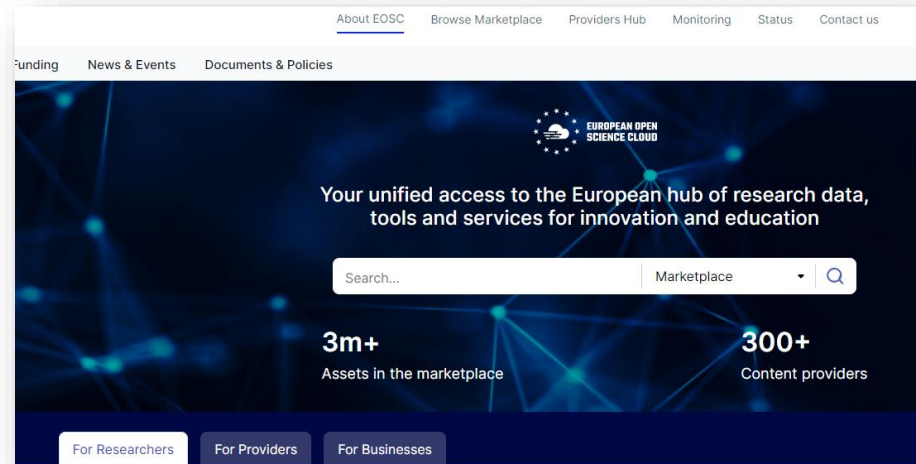 About EOSC Browse Marketplace Providers Hub Monitoring Status Contact us
News & Events Documents & Policies
EUROPEAN OPEN
SCIENCE CLOUD
Your unified access to the European hub of research data,
tools and services for innovation and education
Search... Marketplace
3m+ 300+
Assets in the marketplace Content providers
For Researchers For Providers For Businesses